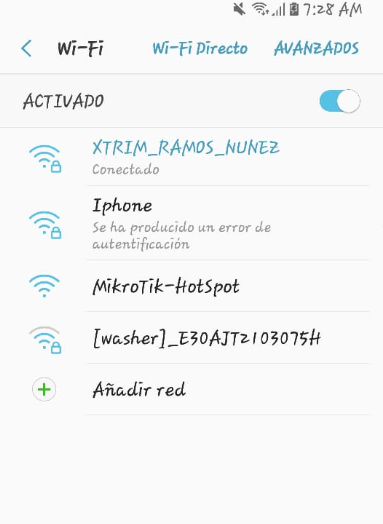 7:28 AM
Wi-Fi Wi-Fi Directo AVANZADOS
ACTIVADO
XTRIM_RAMOS_NUNEZ
Conectado
Iphone
Se ha producido un error de
autentificación
MikroTik-HotSpot
[washer]_E30AJT2103075H
Añadir red